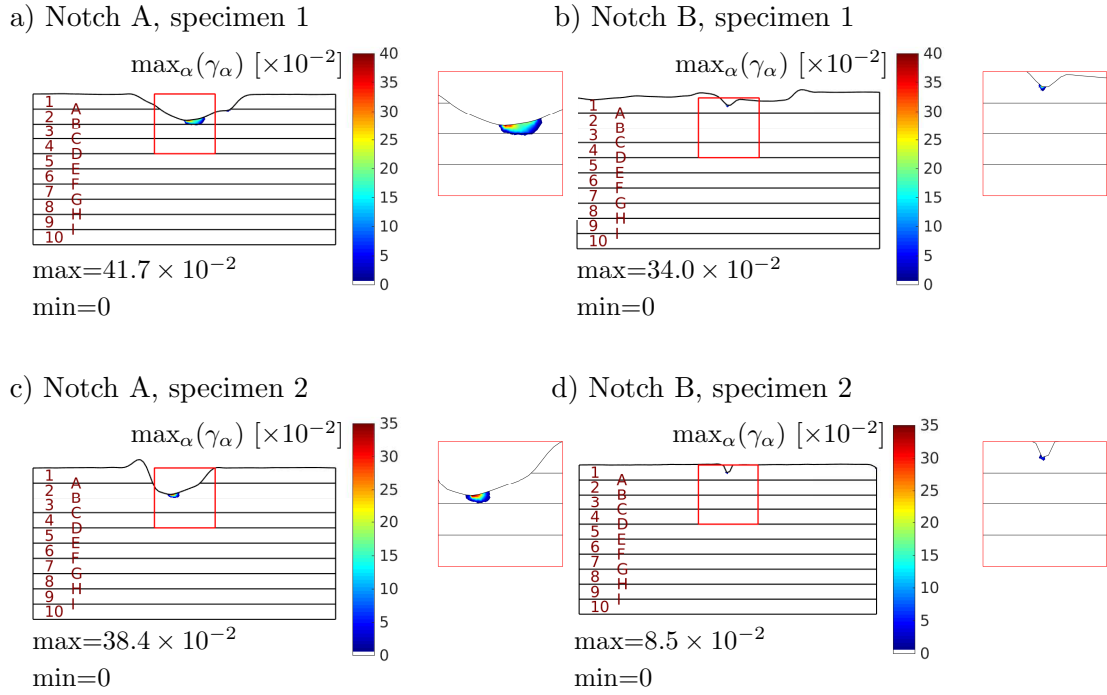 a) Notch A, specimen 1
max_α(γ_α) [×10⁻²]
40
35
30
25
20
15
10
5
0
1
A
2
B
3
C
4
D
5
E
6
F
7
G
8
H
9
I
10
max=41.7 × 10⁻²
min=0
b) Notch B, specimen 1
max_α(γ_α) [×10⁻²]
40
35
30
25
20
15
10
5
0
1
A
2
B
3
C
4
D
5
E
6
F
7
G
8
H
9
I
10
max=34.0 × 10⁻²
min=0
c) Notch A, specimen 2
max_α(γ_α) [×10⁻²]
35
30
25
20
15
10
5
0
1
A
2
B
3
C
4
D
5
E
6
F
7
G
8
H
9
I
10
max=38.4 × 10⁻²
min=0
d) Notch B, specimen 2
max_α(γ_α) [×10⁻²]
35
30
25
20
15
10
5
0
1
A
2
B
3
C
4
D
5
E
6
F
7
G
8
H
9
I
10
max=8.5 × 10⁻²
min=0